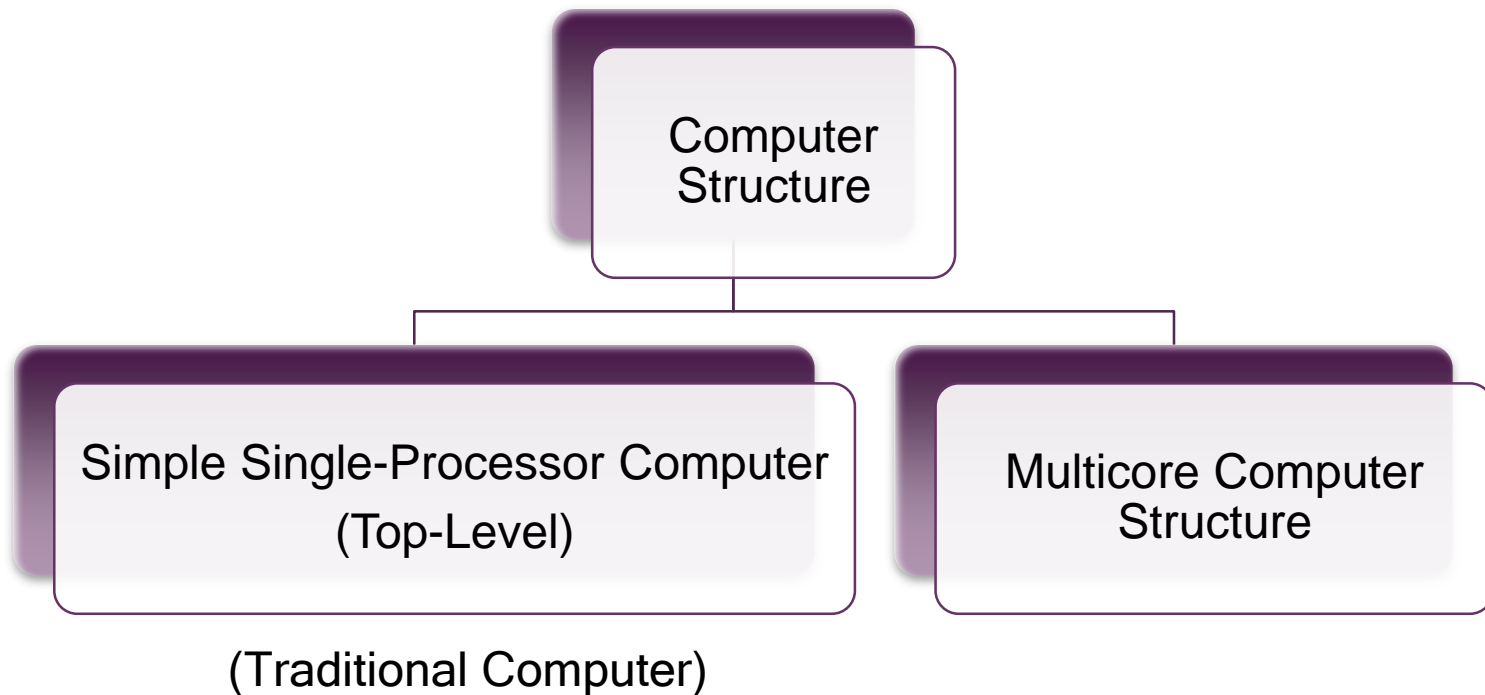 Computer
Structure
Simple Single-Processor Computer
(Top-Level)
Multicore Computer
Structure
(Traditional Computer)